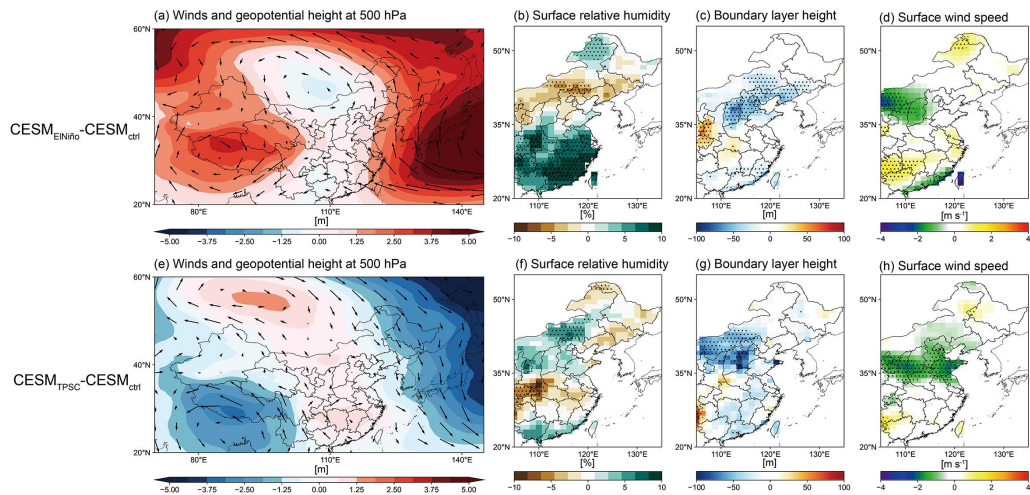 (a) Winds and geopotential height at 500 hPa
(b) Surface relative humidity
(c) Boundary layer height
(d) Surface wind speed
CESM_ElNiño-CESM_ctrl
60°N
40°N
20°N
80°E 110°E 140°E
[m]
-5.00 -3.75 -2.50 -1.25 0.00 1.25 2.50 3.75 5.00
50°N
35°N
20°N
110°E 120°E 130°E
[%]
-10 -5 0 5 10
50°N
35°N
20°N
110°E 120°E 130°E
[m]
-100 -50 0 50 100
50°N
35°N
20°N
110°E 120°E 130°E
[m s⁻¹]
-4 -2 0 2 4
(e) Winds and geopotential height at 500 hPa
(f) Surface relative humidity
(g) Boundary layer height
(h) Surface wind speed
CESM_TPSC-CESM_ctrl
60°N
40°N
20°N
80°E 110°E 140°E
[m]
-5.00 -3.75 -2.50 -1.25 0.00 1.25 2.50 3.75 5.00
50°N
35°N
20°N
110°E 120°E 130°E
[%]
-10 -5 0 5 10
50°N
35°N
20°N
110°E 120°E 130°E
[m]
-100 -50 0 50 100
50°N
35°N
20°N
110°E 120°E 130°E
[m s⁻¹]
-4 -2 0 2 4